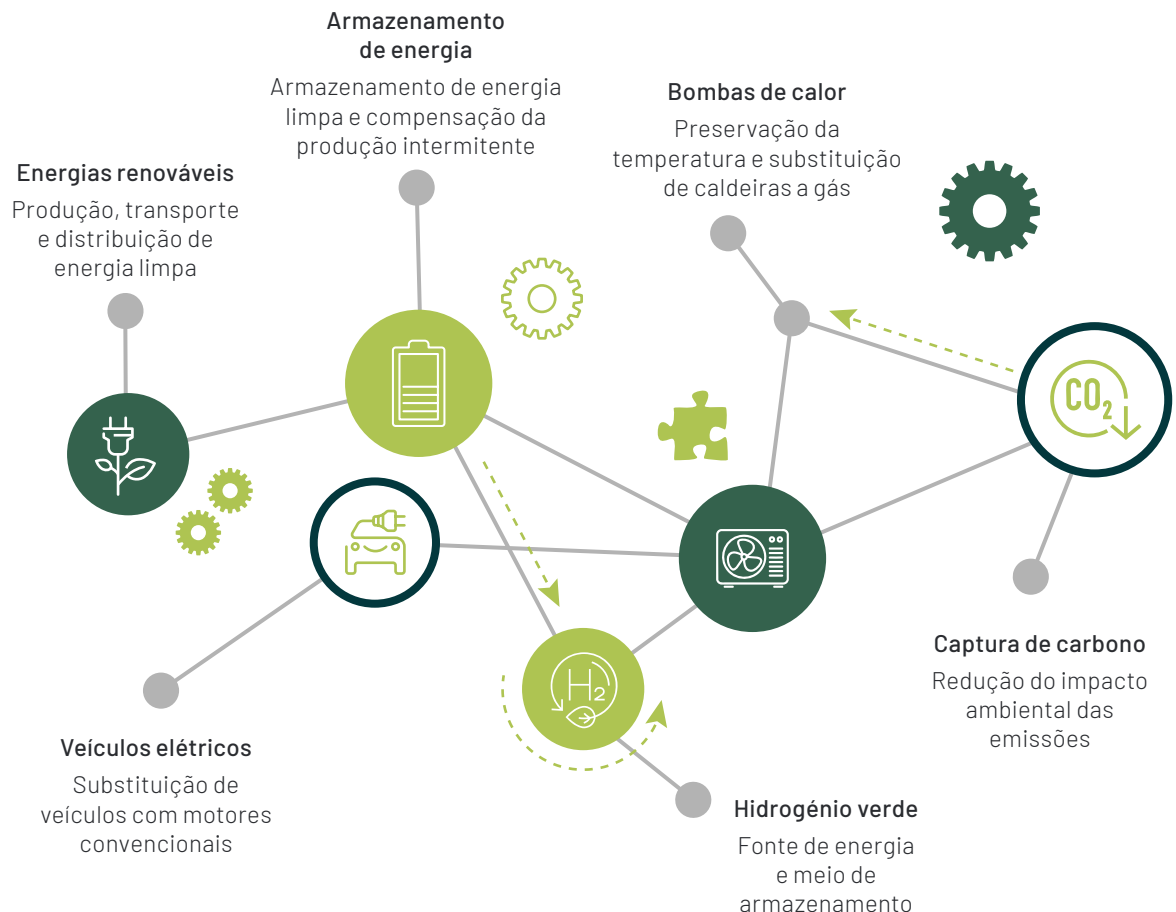 Armazenamento
de energia
Armazenamento de energia
limpa e compensação da
produção intermitente
Bombas de calor
Preservação da
temperatura e substituição
de caldeiras a gás
Energias renováveis
Produção, transporte
e distribuição de
energia limpa
CO₂
H₂
Captura de carbono
Redução do impacto
ambiental das
emissões
Veículos elétricos
Substituição de
veículos com motores
convencionais
Hidrogénio verde
Fonte de energia
e meio de
armazenamento